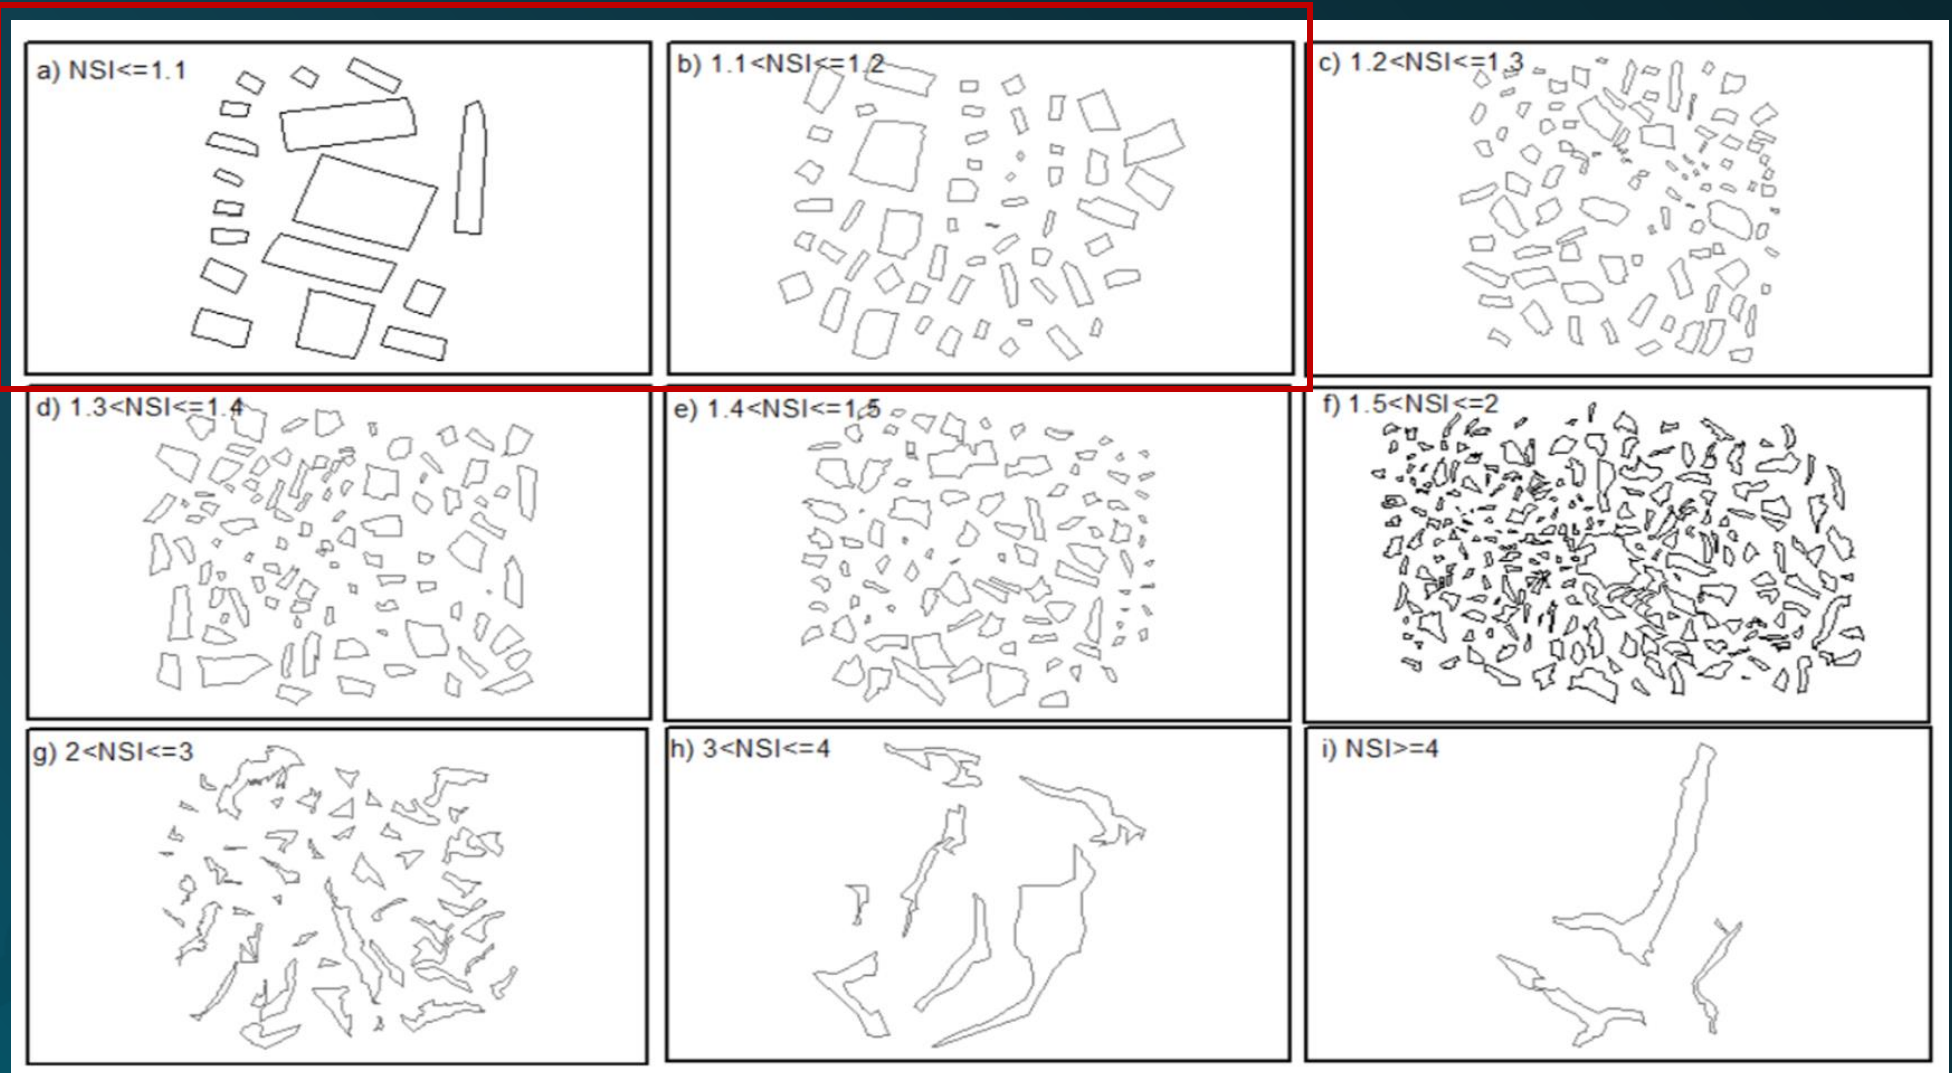 a) NSI<=1.1
b) 1.1<NSI<=1.2
c) 1.2<NSI<=1.3
d) 1.3<NSI<=1.4
e) 1.4<NSI<=1.5
f) 1.5<NSI<=2
g) 2<NSI<=3
h) 3<NSI<=4
i) NSI>=4